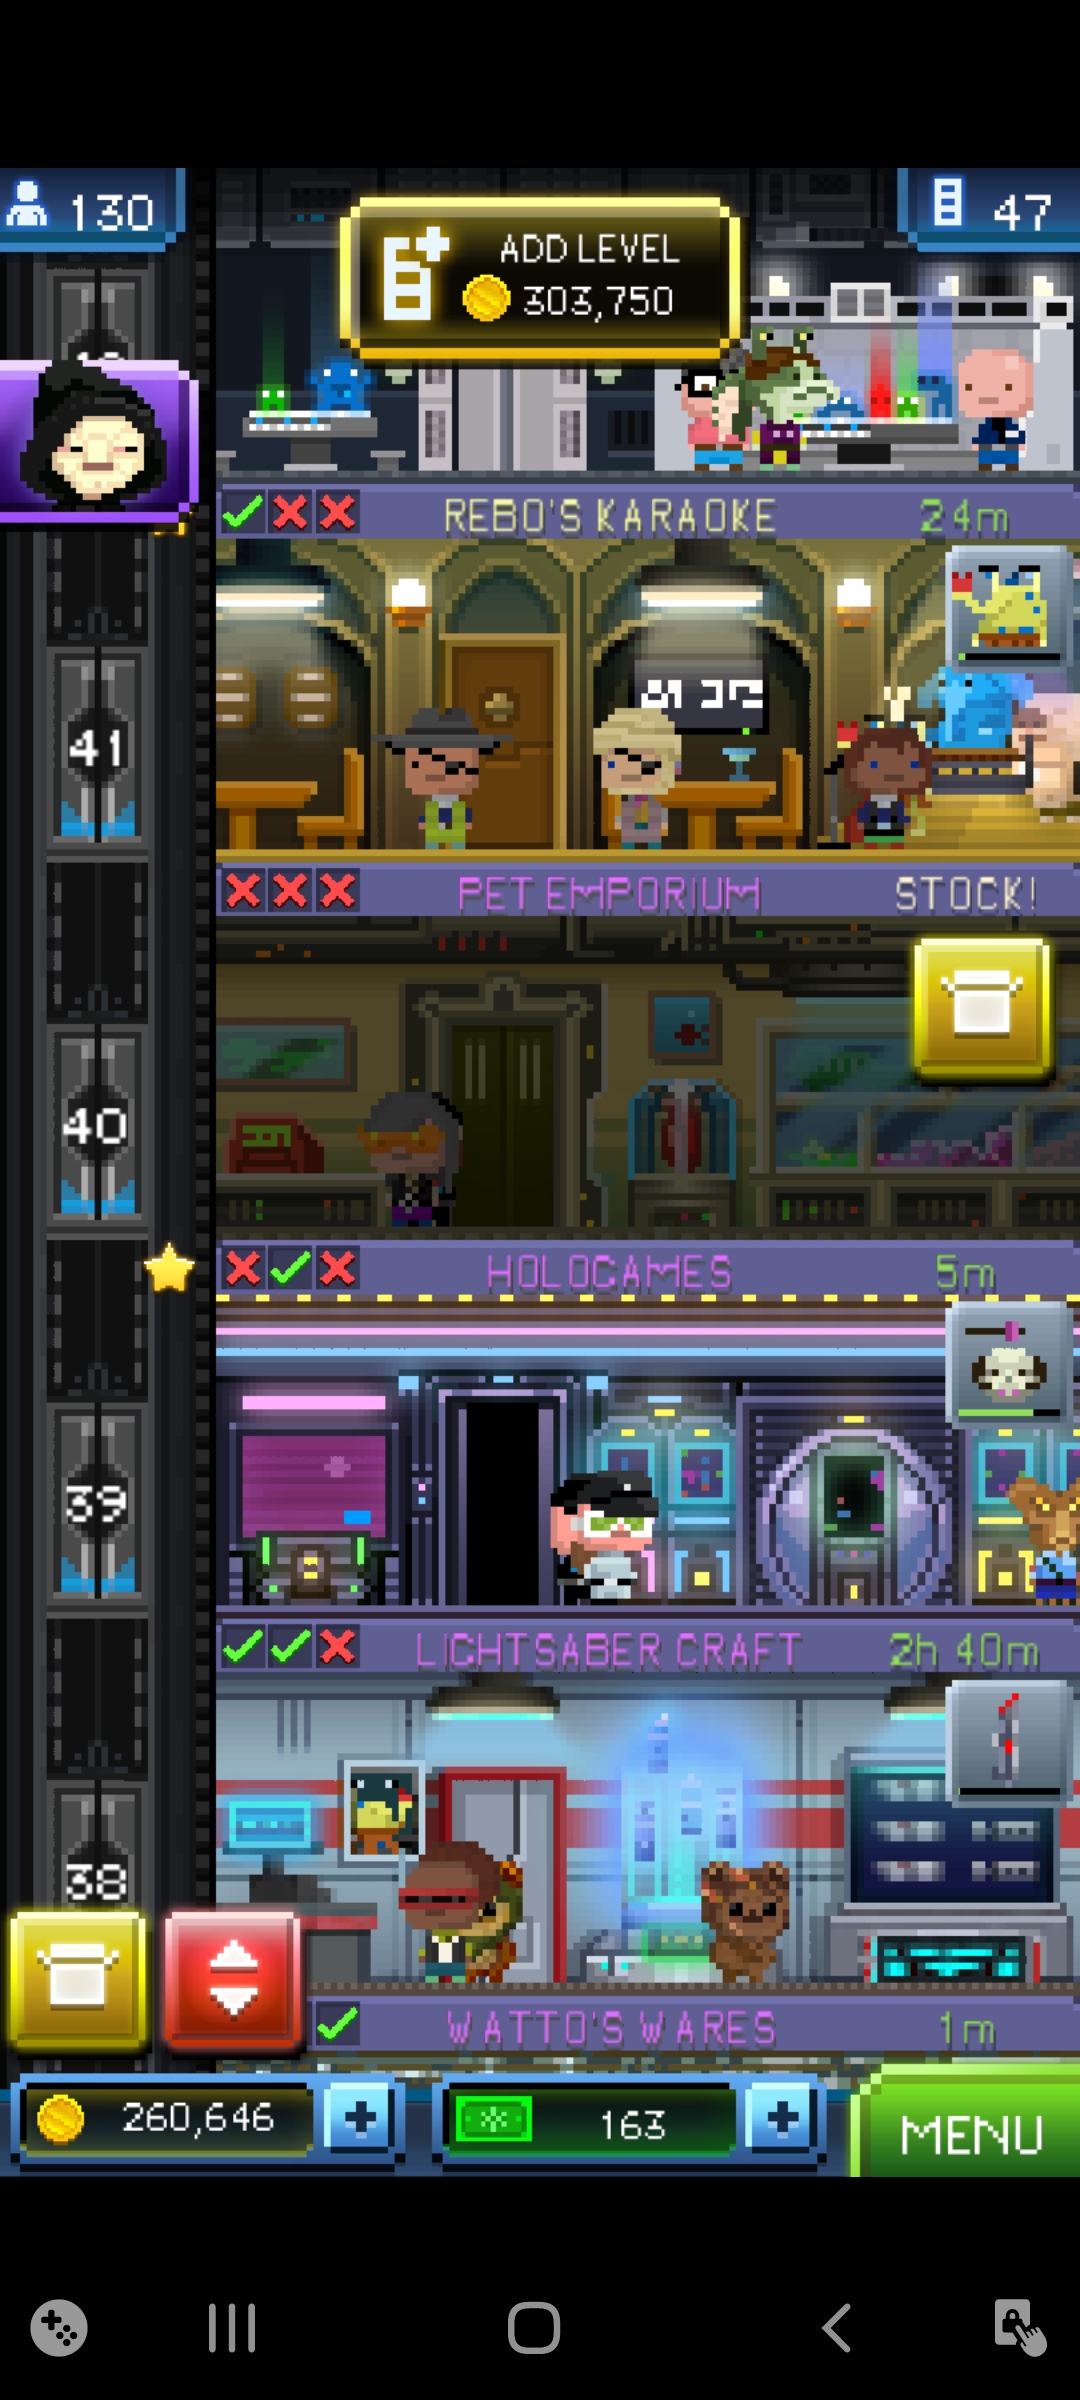 130
ADD LEVEL
303,750
47
REBO'S KARAOKE
24m
41
PET EMPORIUM
STOCK!
40
HOLOGAMES
5m
39
LIGHTSABER CRAFT
2h 40m
38
WATTO'S WARES
1m
260,646
163
MENU